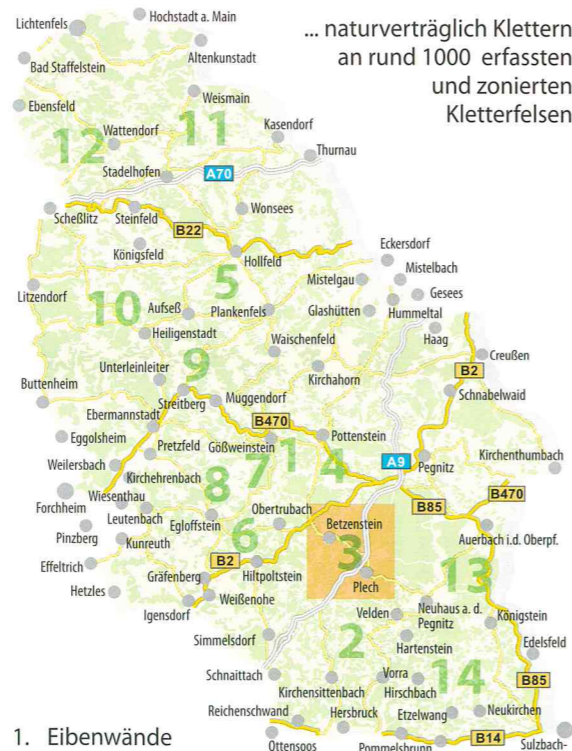 ... naturverträglich Klettern
an rund 1000 erfassten
und zonierten
Kletterfelsen
Hochstadt a. Main
Lichtenfels
Altenkunstadt
Bad Staffelstein
Weismain
Ebensfeld
11
Kasendorf
Wattendorf
12
Thurnau
Stadelhofen
A70
Scheßlitz
Steinfeld
Wonsees
B22
Königsfeld
Hollfeld
Eckersdorf
Mistelbach
Mistelgau
5
Gesees
Litzendorf
10
Aufseß
Plankenfels
Glashütten
Hummeltal
Heiligenstadt
Haag
Waischenfeld
Creußen
Unterleinleiter
9
Kirchahorn
B2
Buttenheim
Streitberg
Muggendorf
Schnabelwaid
Ebermannstadt
B470
Eggolsheim
Pretzfeld
Gößweinstein
1
Pottenstein
4
A9
Pegnitz
Kirchenthumbach
Weilersbach
Kirchehrenbach
7
B85
B470
Wiesenthau
8
Forchheim
Leutenbach
Egloffstein
Obertrubach
Pinzberg
Kunreuth
6
Betzenstein
Auerbach i.d. Oberpf.
3
Effeltrich
B2
13
Gräfenberg
Hiltpoltstein
Plech
Hetzles
Weißenohe
Igensdorf
Velden
Neuhaus a. d.
Pegnitz
Königstein
Simmelsdorf
2
Hartenstein
Edelsfeld
Schnaittach
Vorra
14
B85
Kirchensittenbach
Hirschbach
Reichenschwand
Hersbruck
Etzelwang
Neukirchen
1. Eibenwände
Ottensoos
Pommelsbrunn
B14
Sulzbach-